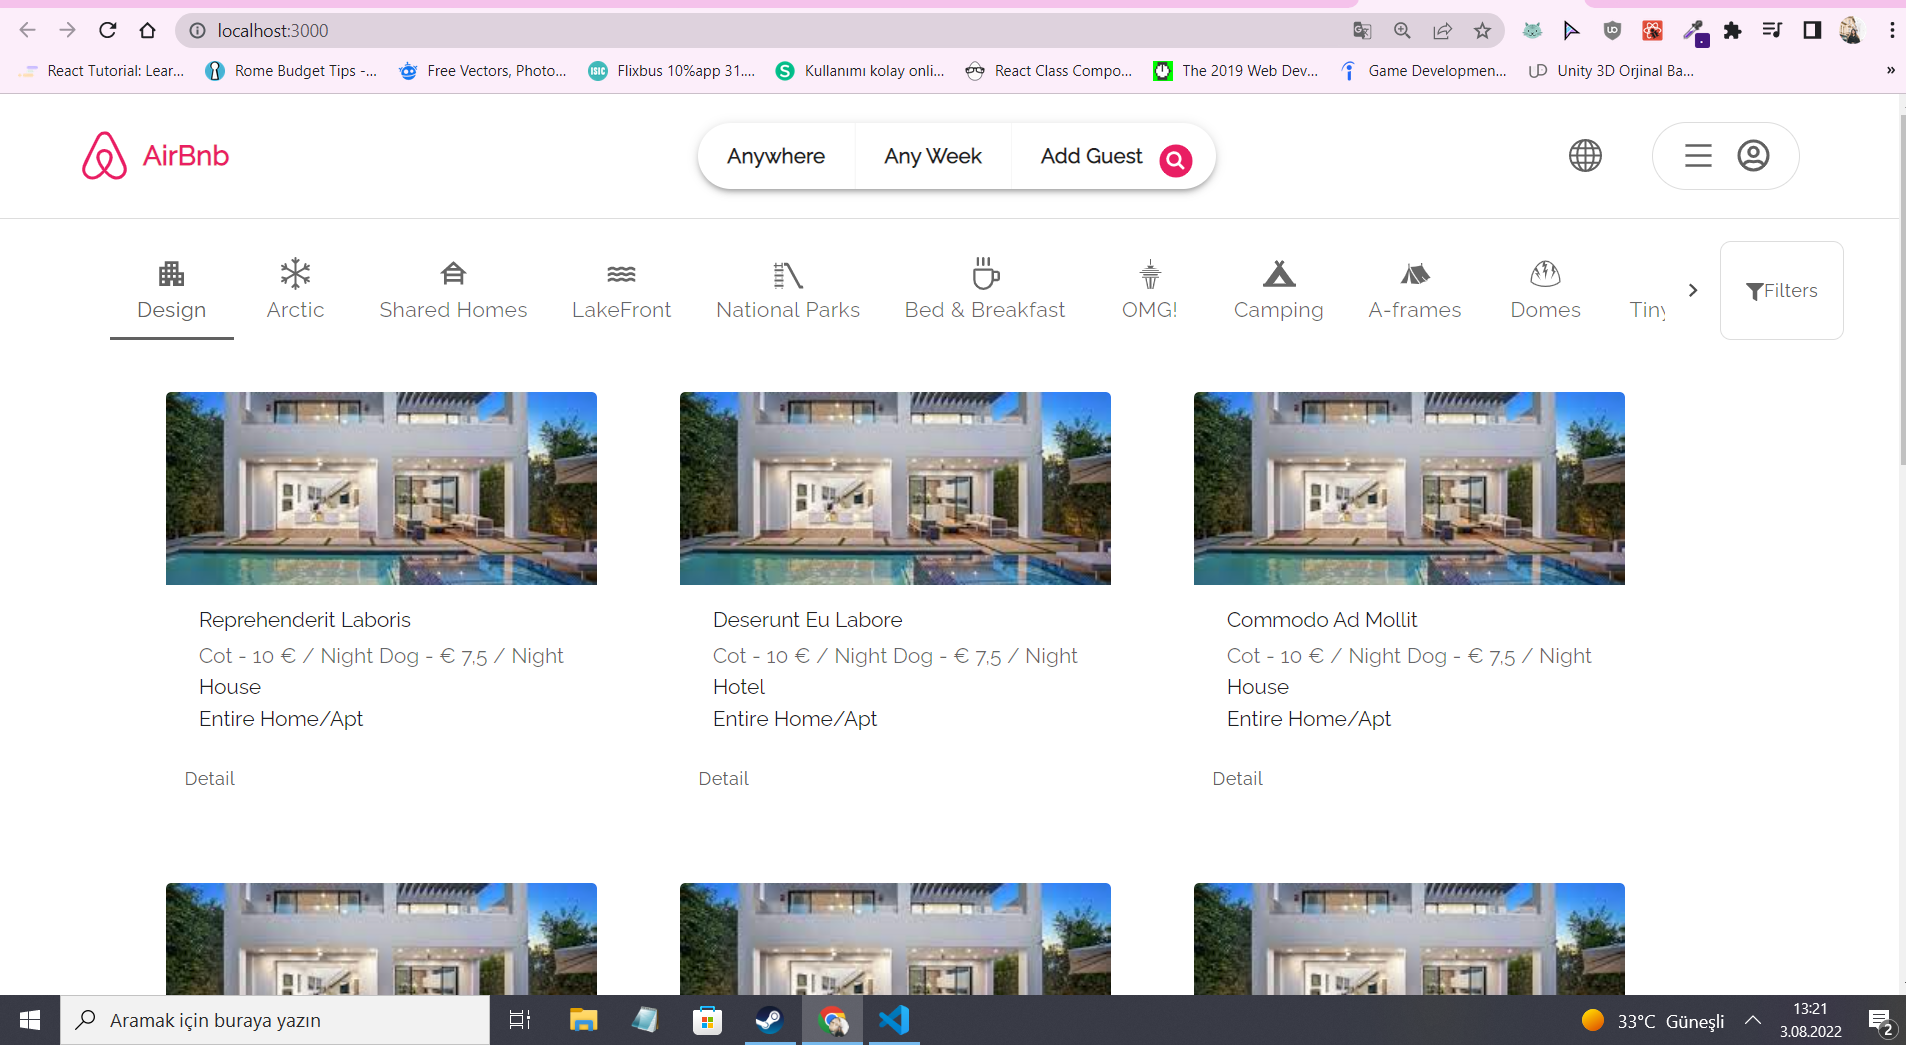 localhost:3000
React Tutorial: Lear... Rome Budget Tips -... Free Vectors, Photo... ISIC Flixbus 10%app 31.... S Kullanımı kolay onli... React Class Compo... The 2019 Web Dev... Game Developmen... UD Unity 3D Orjinal Ba... »
AirBnb Anywhere Any Week Add Guest
Design Arctic Shared Homes LakeFront National Parks Bed & Breakfast OMG! Camping A-frames Domes Tiny Filters
Reprehenderit Laboris Deserunt Eu Labore Commodo Ad Mollit
Cot - 10 € / Night Dog - € 7,5 / Night Cot - 10 € / Night Dog - € 7,5 / Night Cot - 10 € / Night Dog - € 7,5 / Night
House Hotel House
Entire Home/Apt Entire Home/Apt Entire Home/Apt
Detail Detail Detail
Aramak için buraya yazın 33°C Güneşli 13:21
3.08.2022 2